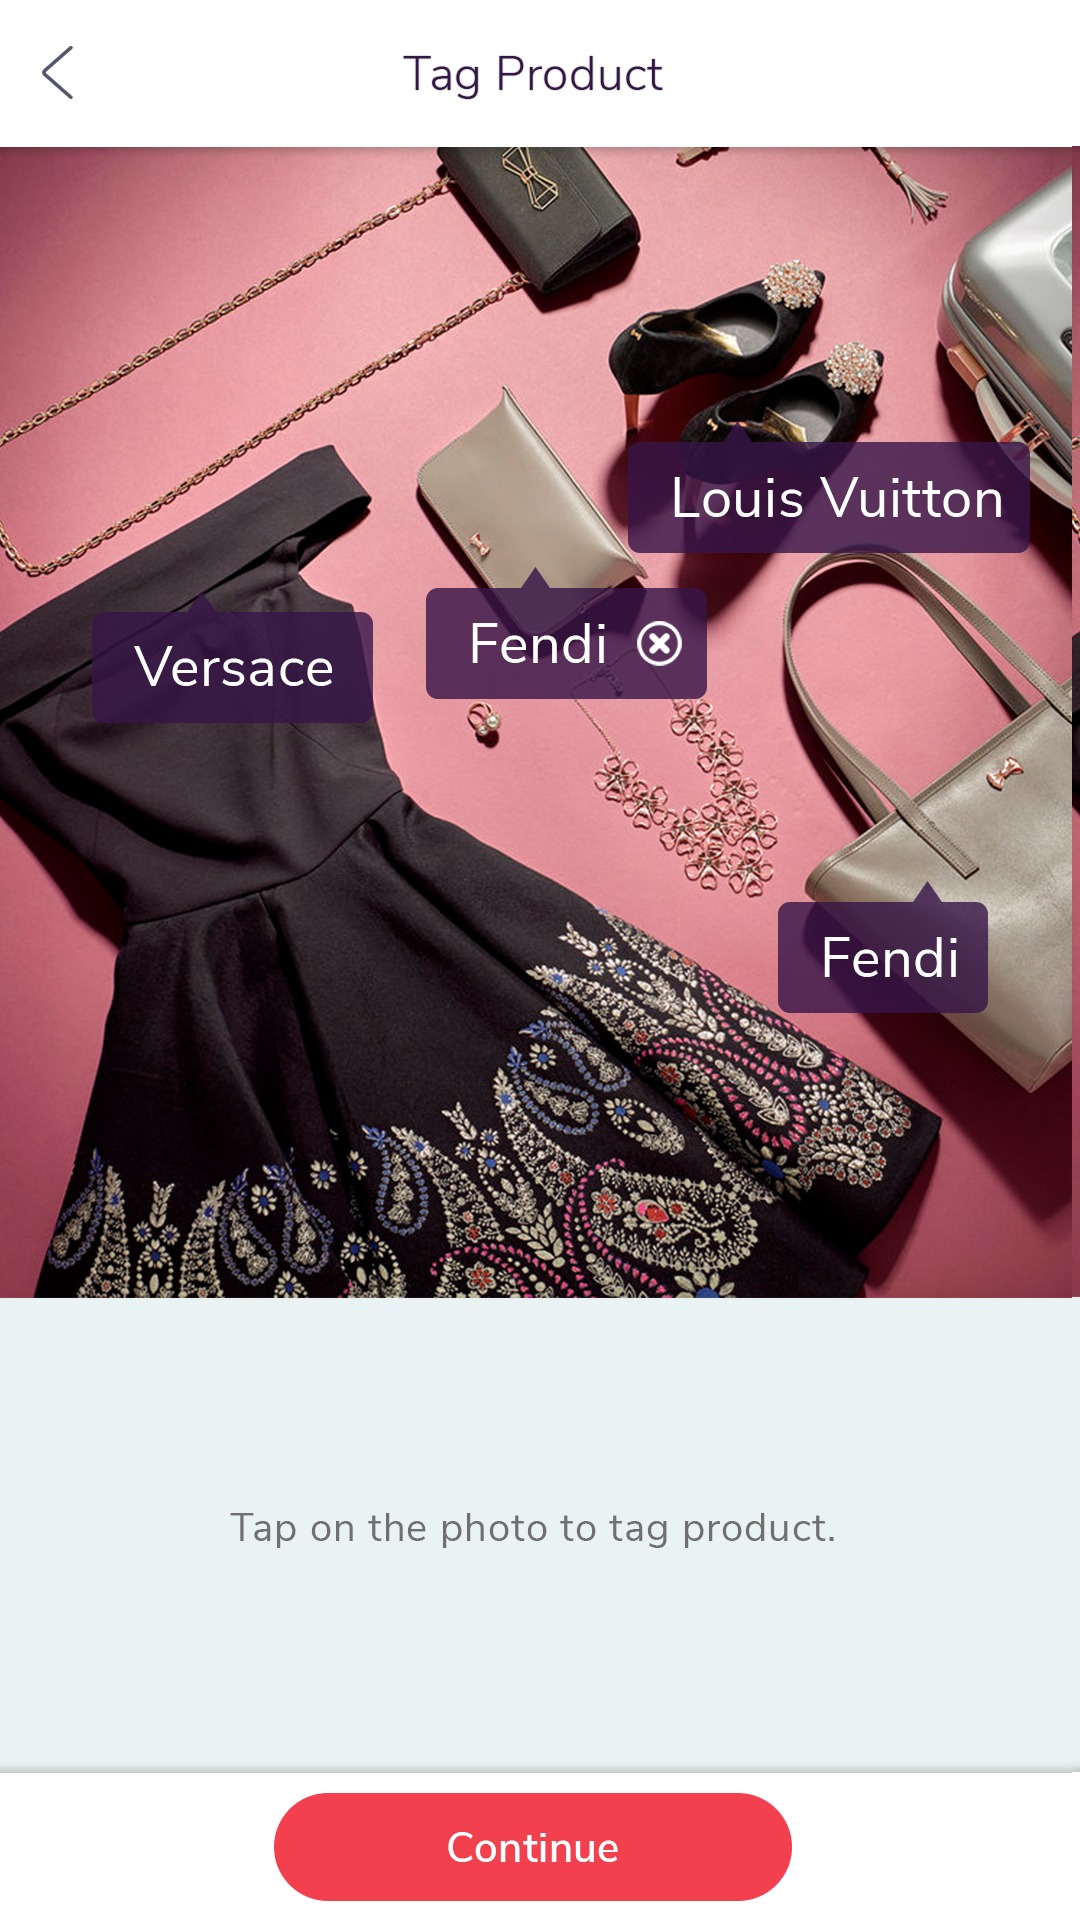 Tag Product
Louis Vuitton
Versace
Fendi
Fendi
Tap on the photo to tag product.
Continue